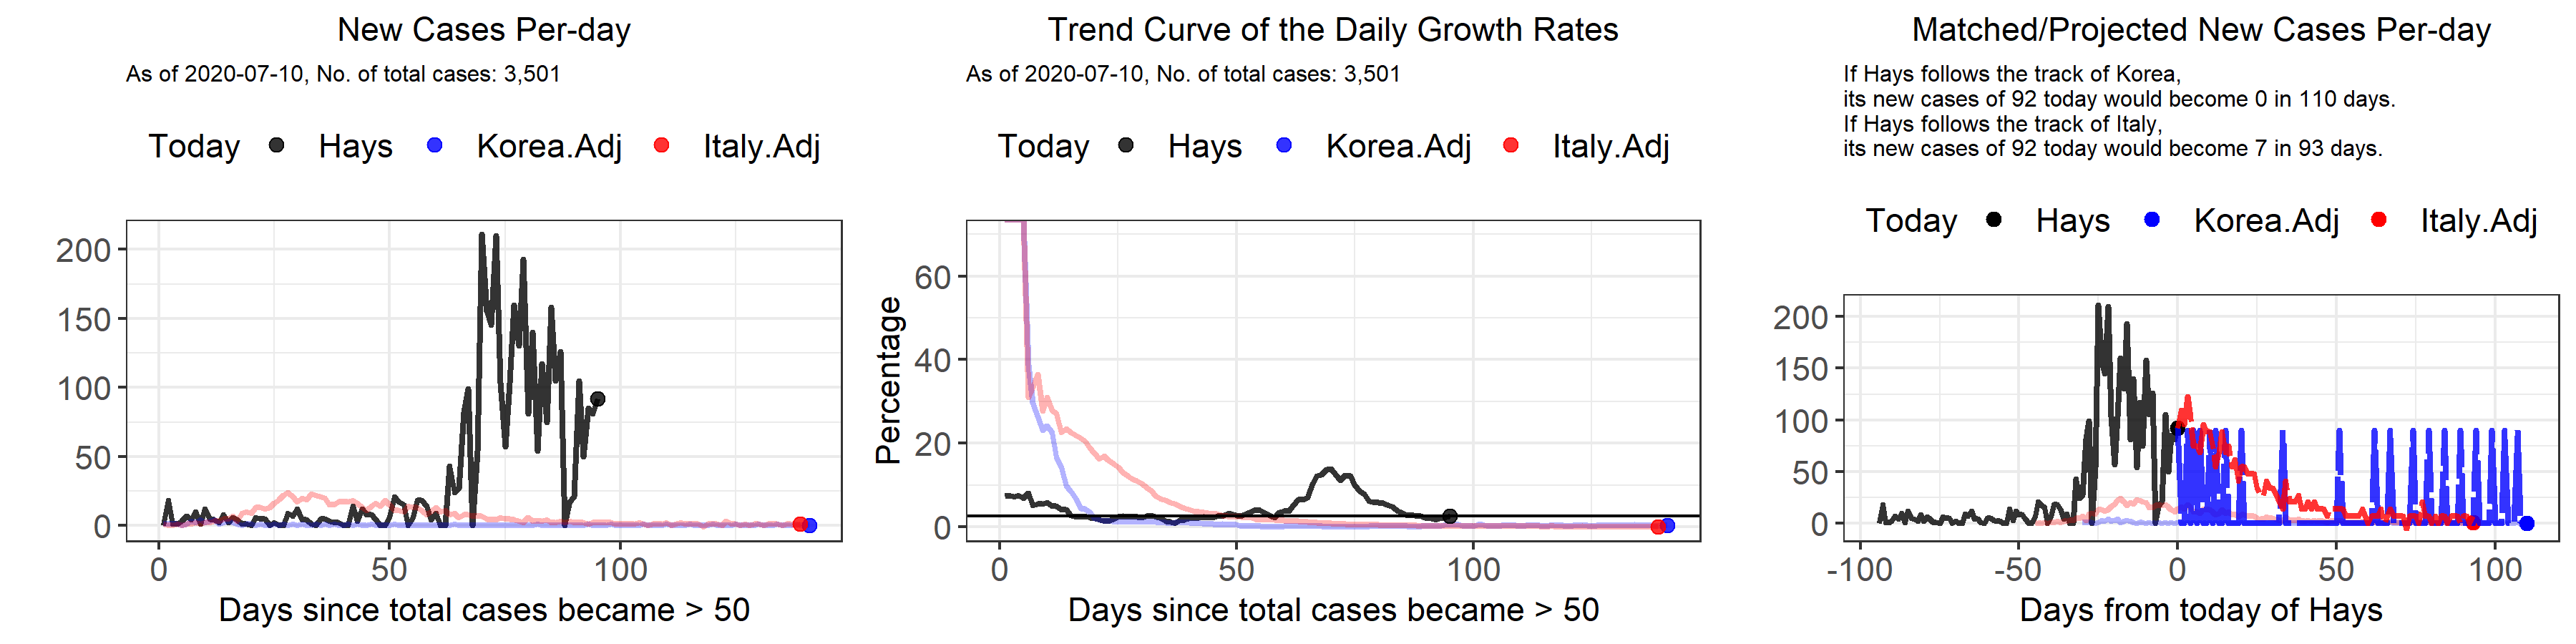 New Cases Per-day
As of 2020-07-10, No. of total cases: 3,501
Today Hays Korea.Adj Italy.Adj
200
150
100
50
0
0 50 100
Days since total cases became > 50
Trend Curve of the Daily Growth Rates
As of 2020-07-10, No. of total cases: 3,501
Today Hays Korea.Adj Italy.Adj
Percentage
60
40
20
0
0 50 100
Days since total cases became > 50
Matched/Projected New Cases Per-day
If Hays follows the track of Korea,
its new cases of 92 today would become 0 in 110 days.
If Hays follows the track of Italy,
its new cases of 92 today would become 7 in 93 days.
Today Hays Korea.Adj Italy.Adj
200
150
100
50
0
-100 -50 0 50 100
Days from today of Hays